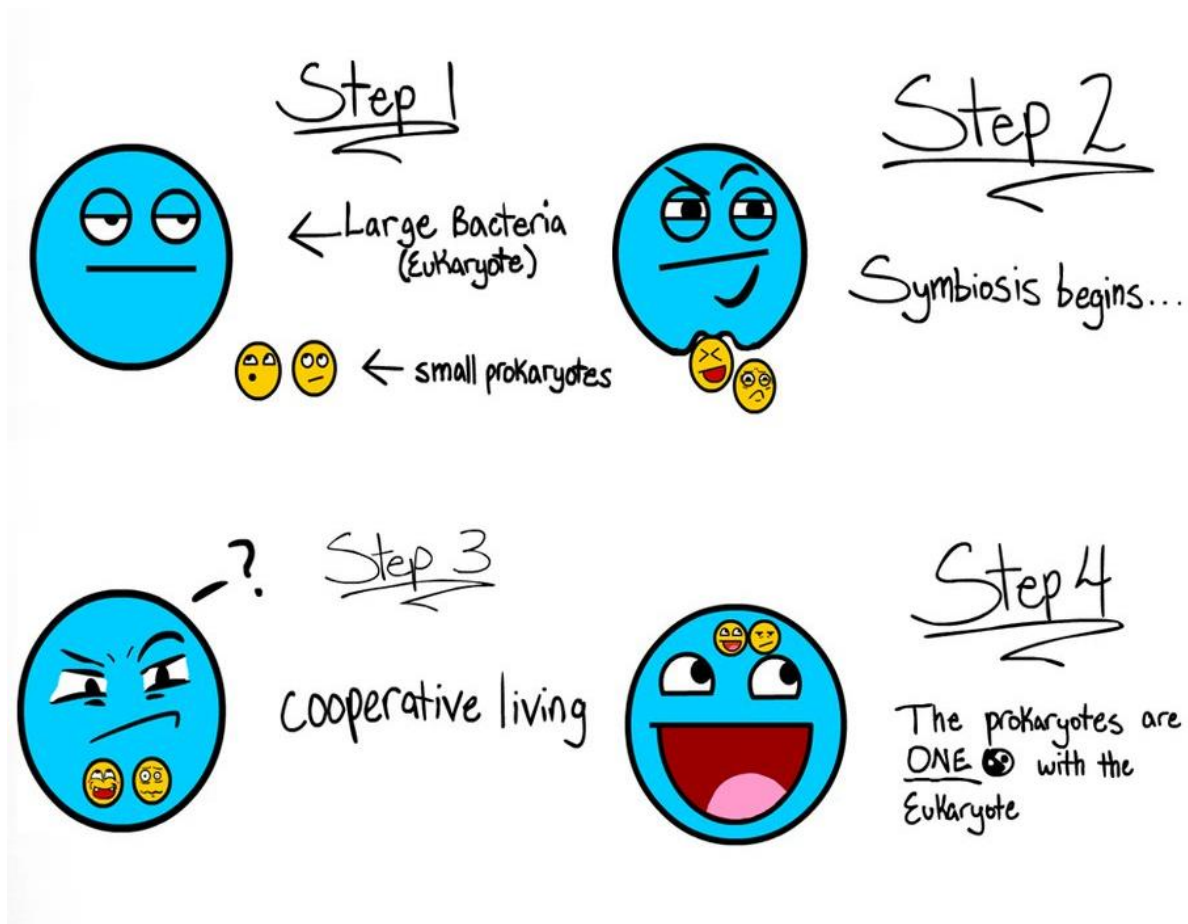 Step 1
Large Bacteria
(Eukaryote)
small prokaryotes
Step 2
Symbiosis begins...
?
Step 3
cooperative living
Step 4
The prokaryotes are
ONE with the
Eukaryote